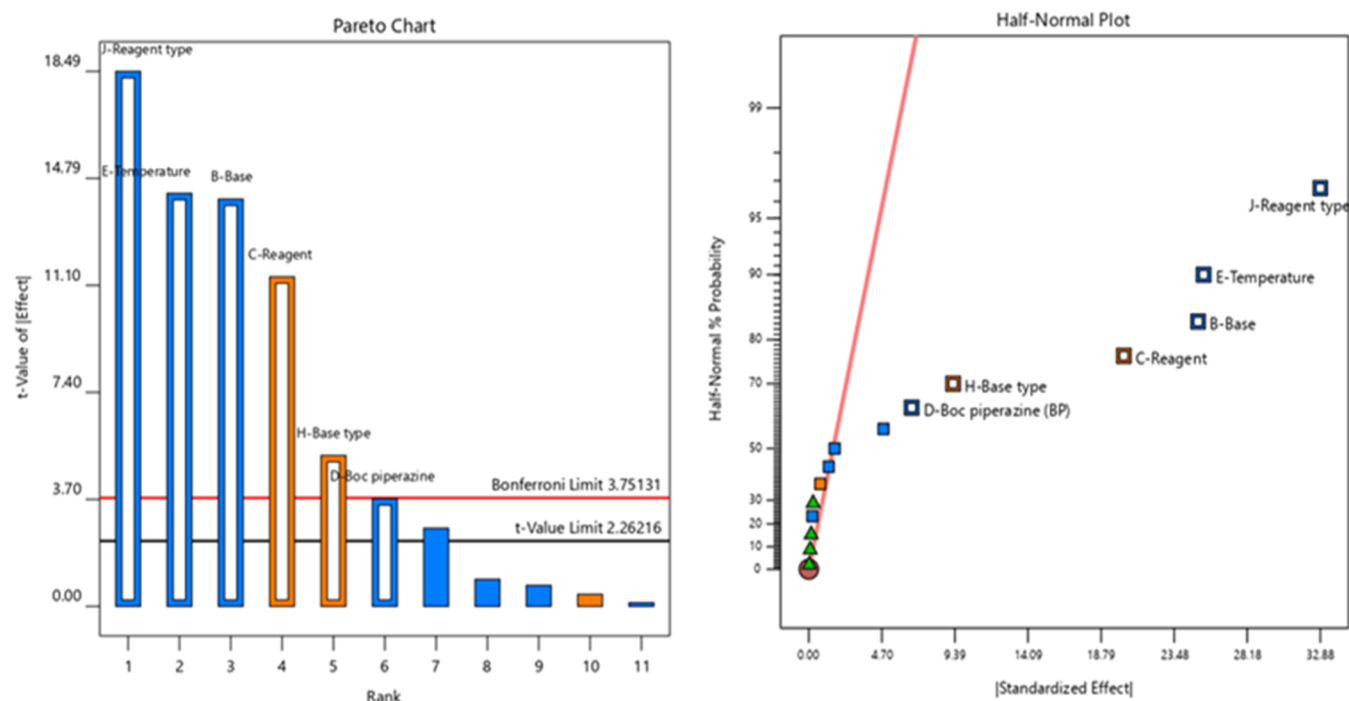 Pareto Chart
J-Reagent type
18.49
14.79
E-Temperature
B-Base
C-Reagent
11.10
7.40
H-Base type
D-Boc piperazine
3.70
Bonferroni Limit 3.75131
t-Value Limit 2.26216
0.00
t-Value of |Effect|
1 2 3 4 5 6 7 8 9 10 11
Rank
Half-Normal Plot
99
J-Reagent type
95
90
E-Temperature
B-Base
80
C-Reagent
70
H-Base type
D-Boc piperazine (BP)
50
30
20
10
0
Half-Normal % Probability
0.00 4.70 9.39 14.09 18.79 23.48 28.18 32.88
|Standardized Effect|